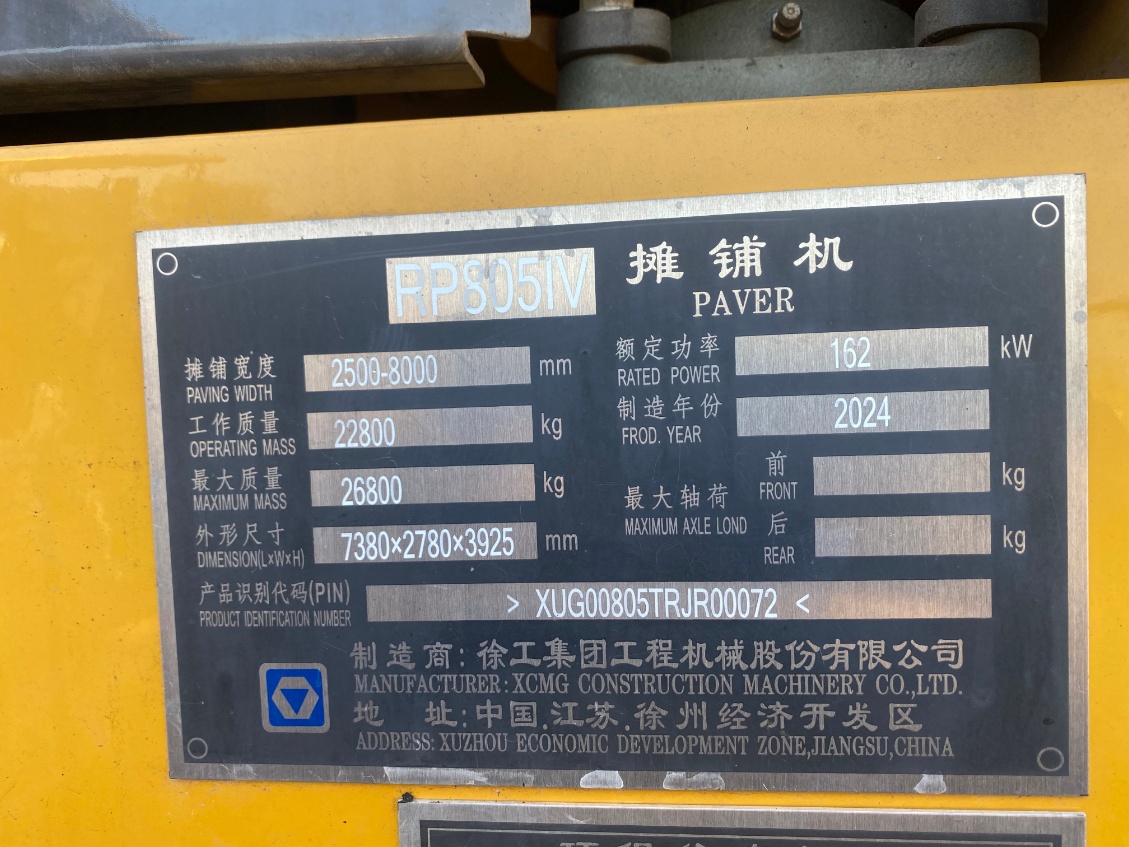 RP805IV 摊铺机
PAVER
摊铺宽度 2500-8000 mm
PAVING WIDTH
工作质量 22800 kg
OPERATING MASS
最大质量 26800 kg
MAXIMUM MASS
外形尺寸 7380×2780×3925 mm
DIMENSION(L×W×H)
额定功率 162 kW
RATED POWER
制造年份 2024
FROD. YEAR
最大轴荷
MAXIMUM AXLE LOND
前 kg
FRONT
后 kg
REAR
产品识别代码(PIN) > XUG00805TRJR00072 <
PRODUCT IDENTIFICATION NUMBER
制造商:徐工集团工程机械股份有限公司
MANUFACTURER:XCMG CONSTRUCTION MACHINERY CO.,LTD.
地 址:中国.江苏.徐州经济开发区
ADDRESS: XUZHOU ECONOMIC DEVELOPMENT ZONE,JIANGSU,CHINA